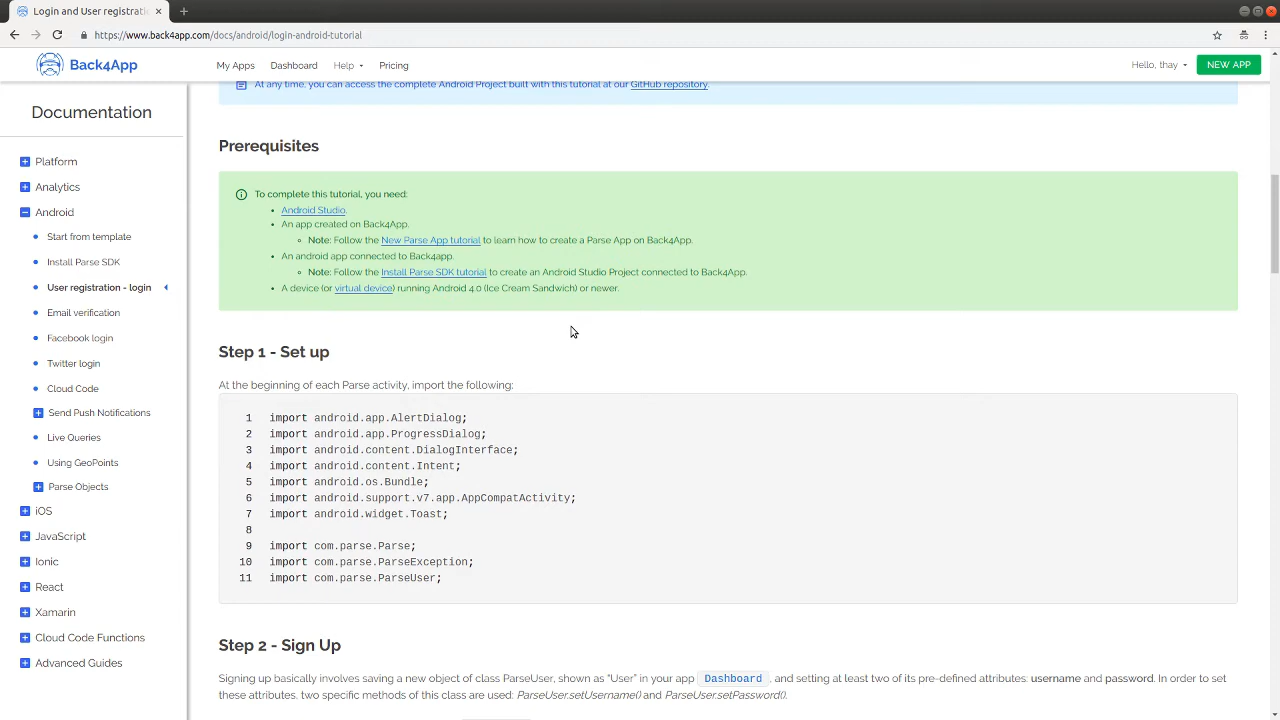 Login and User registrati
https://www.back4app.com/docs/android/login-android-tutorial
Back4App
My Apps
Dashboard
Help
Pricing
Hello, thay
NEW APP
Documentation
Platform
Analytics
Android
Start from template
Install Parse SDK
User registration - login
Email verification
Facebook login
Twitter login
Cloud Code
Send Push Notifications
Live Queries
Using GeoPoints
Parse Objects
iOS
JavaScript
Ionic
React
Xamarin
Cloud Code Functions
Advanced Guides
At any time, you can access the complete Android Project built with this tutorial at our GitHub repository.
Prerequisites
To complete this tutorial, you need:
Android Studio.
An app created on Back4App.
Note: Follow the New Parse App tutorial to learn how to create a Parse App on Back4App.
An android app connected to Back4app.
Note: Follow the Install Parse SDK tutorial to create an Android Studio Project connected to Back4App.
A device (or virtual device) running Android 4.0 (Ice Cream Sandwich) or newer.
Step 1 - Set up
At the beginning of each Parse activity, import the following:
1 import android.app.AlertDialog;
2 import android.app.ProgressDialog;
3 import android.content.DialogInterface;
4 import android.content.Intent;
5 import android.os.Bundle;
6 import android.support.v7.app.AppCompatActivity;
7 import android.widget.Toast;
8
9 import com.parse.Parse;
10 import com.parse.ParseException;
11 import com.parse.ParseUser;
Step 2 - Sign Up
Signing up basically involves saving a new object of class ParseUser, shown as "User" in your app Dashboard , and setting at least two of its pre-defined attributes: username and password. In order to set
these attributes, two specific methods of this class are used: ParseUser.setUsername() and ParseUser.setPassword().